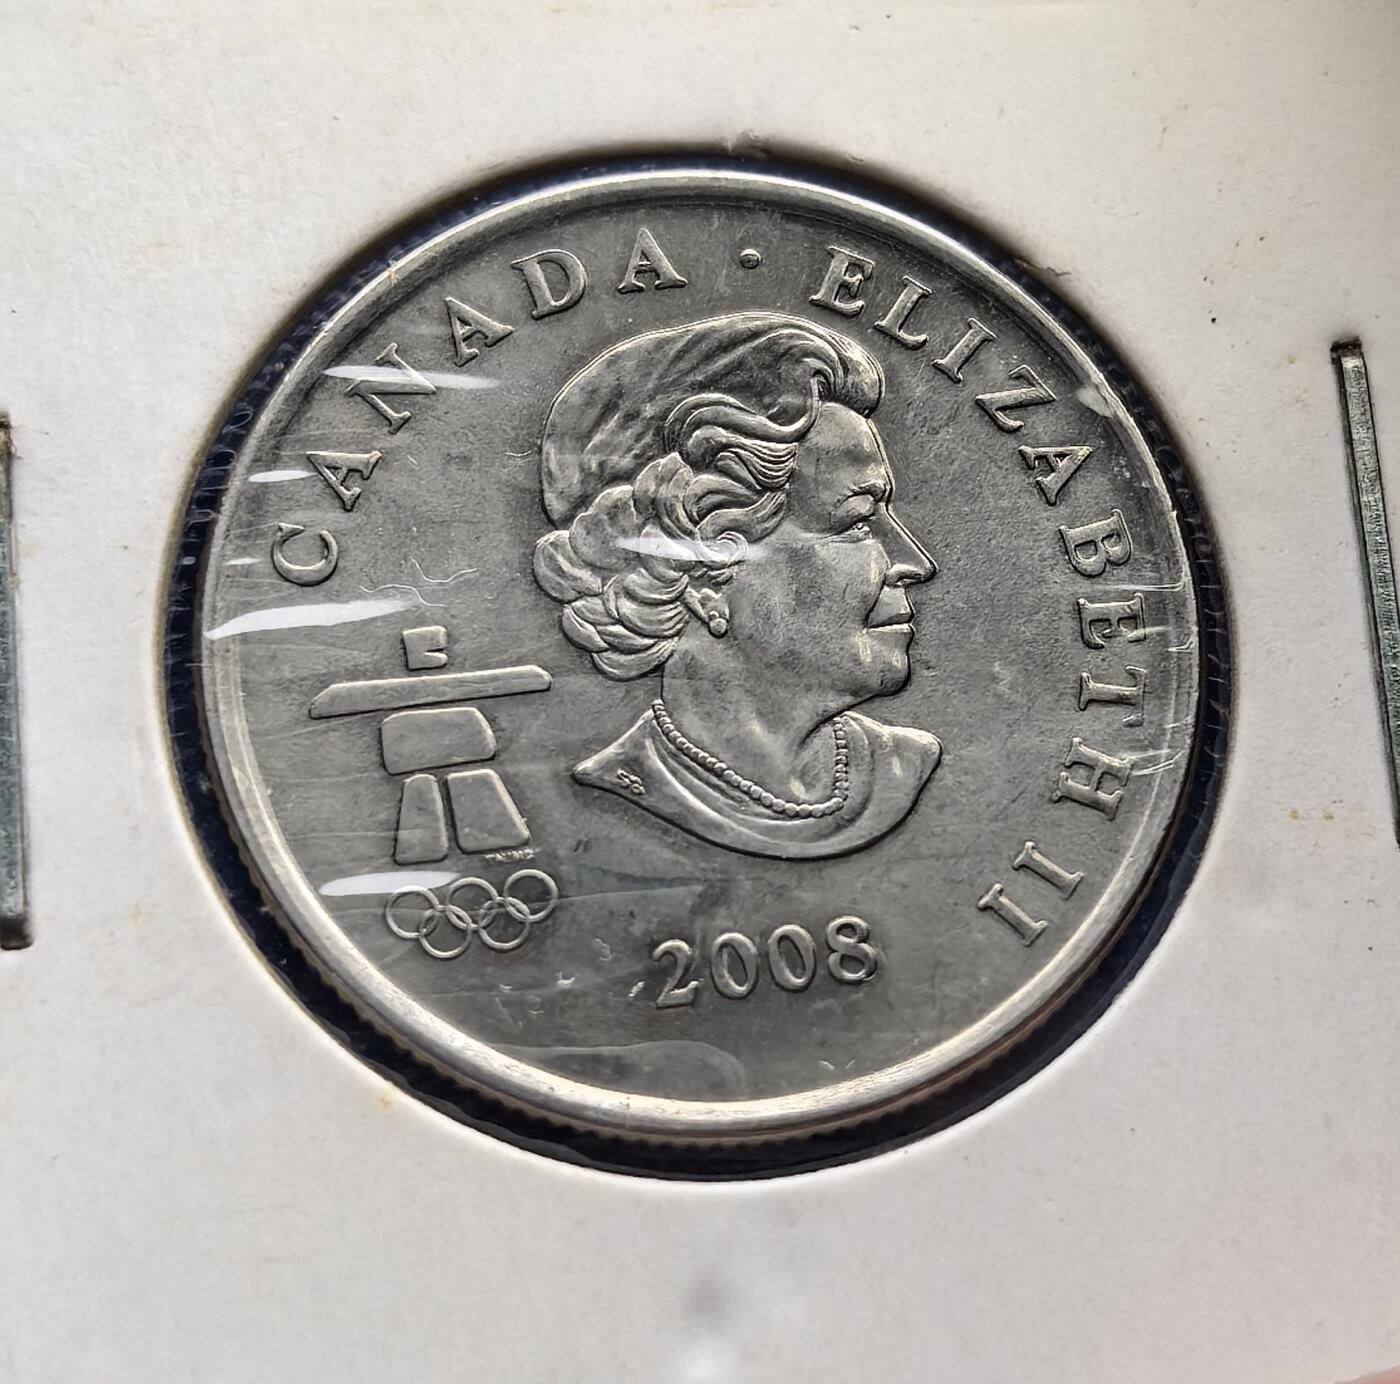 CANADA · ELIZABETH II
2008